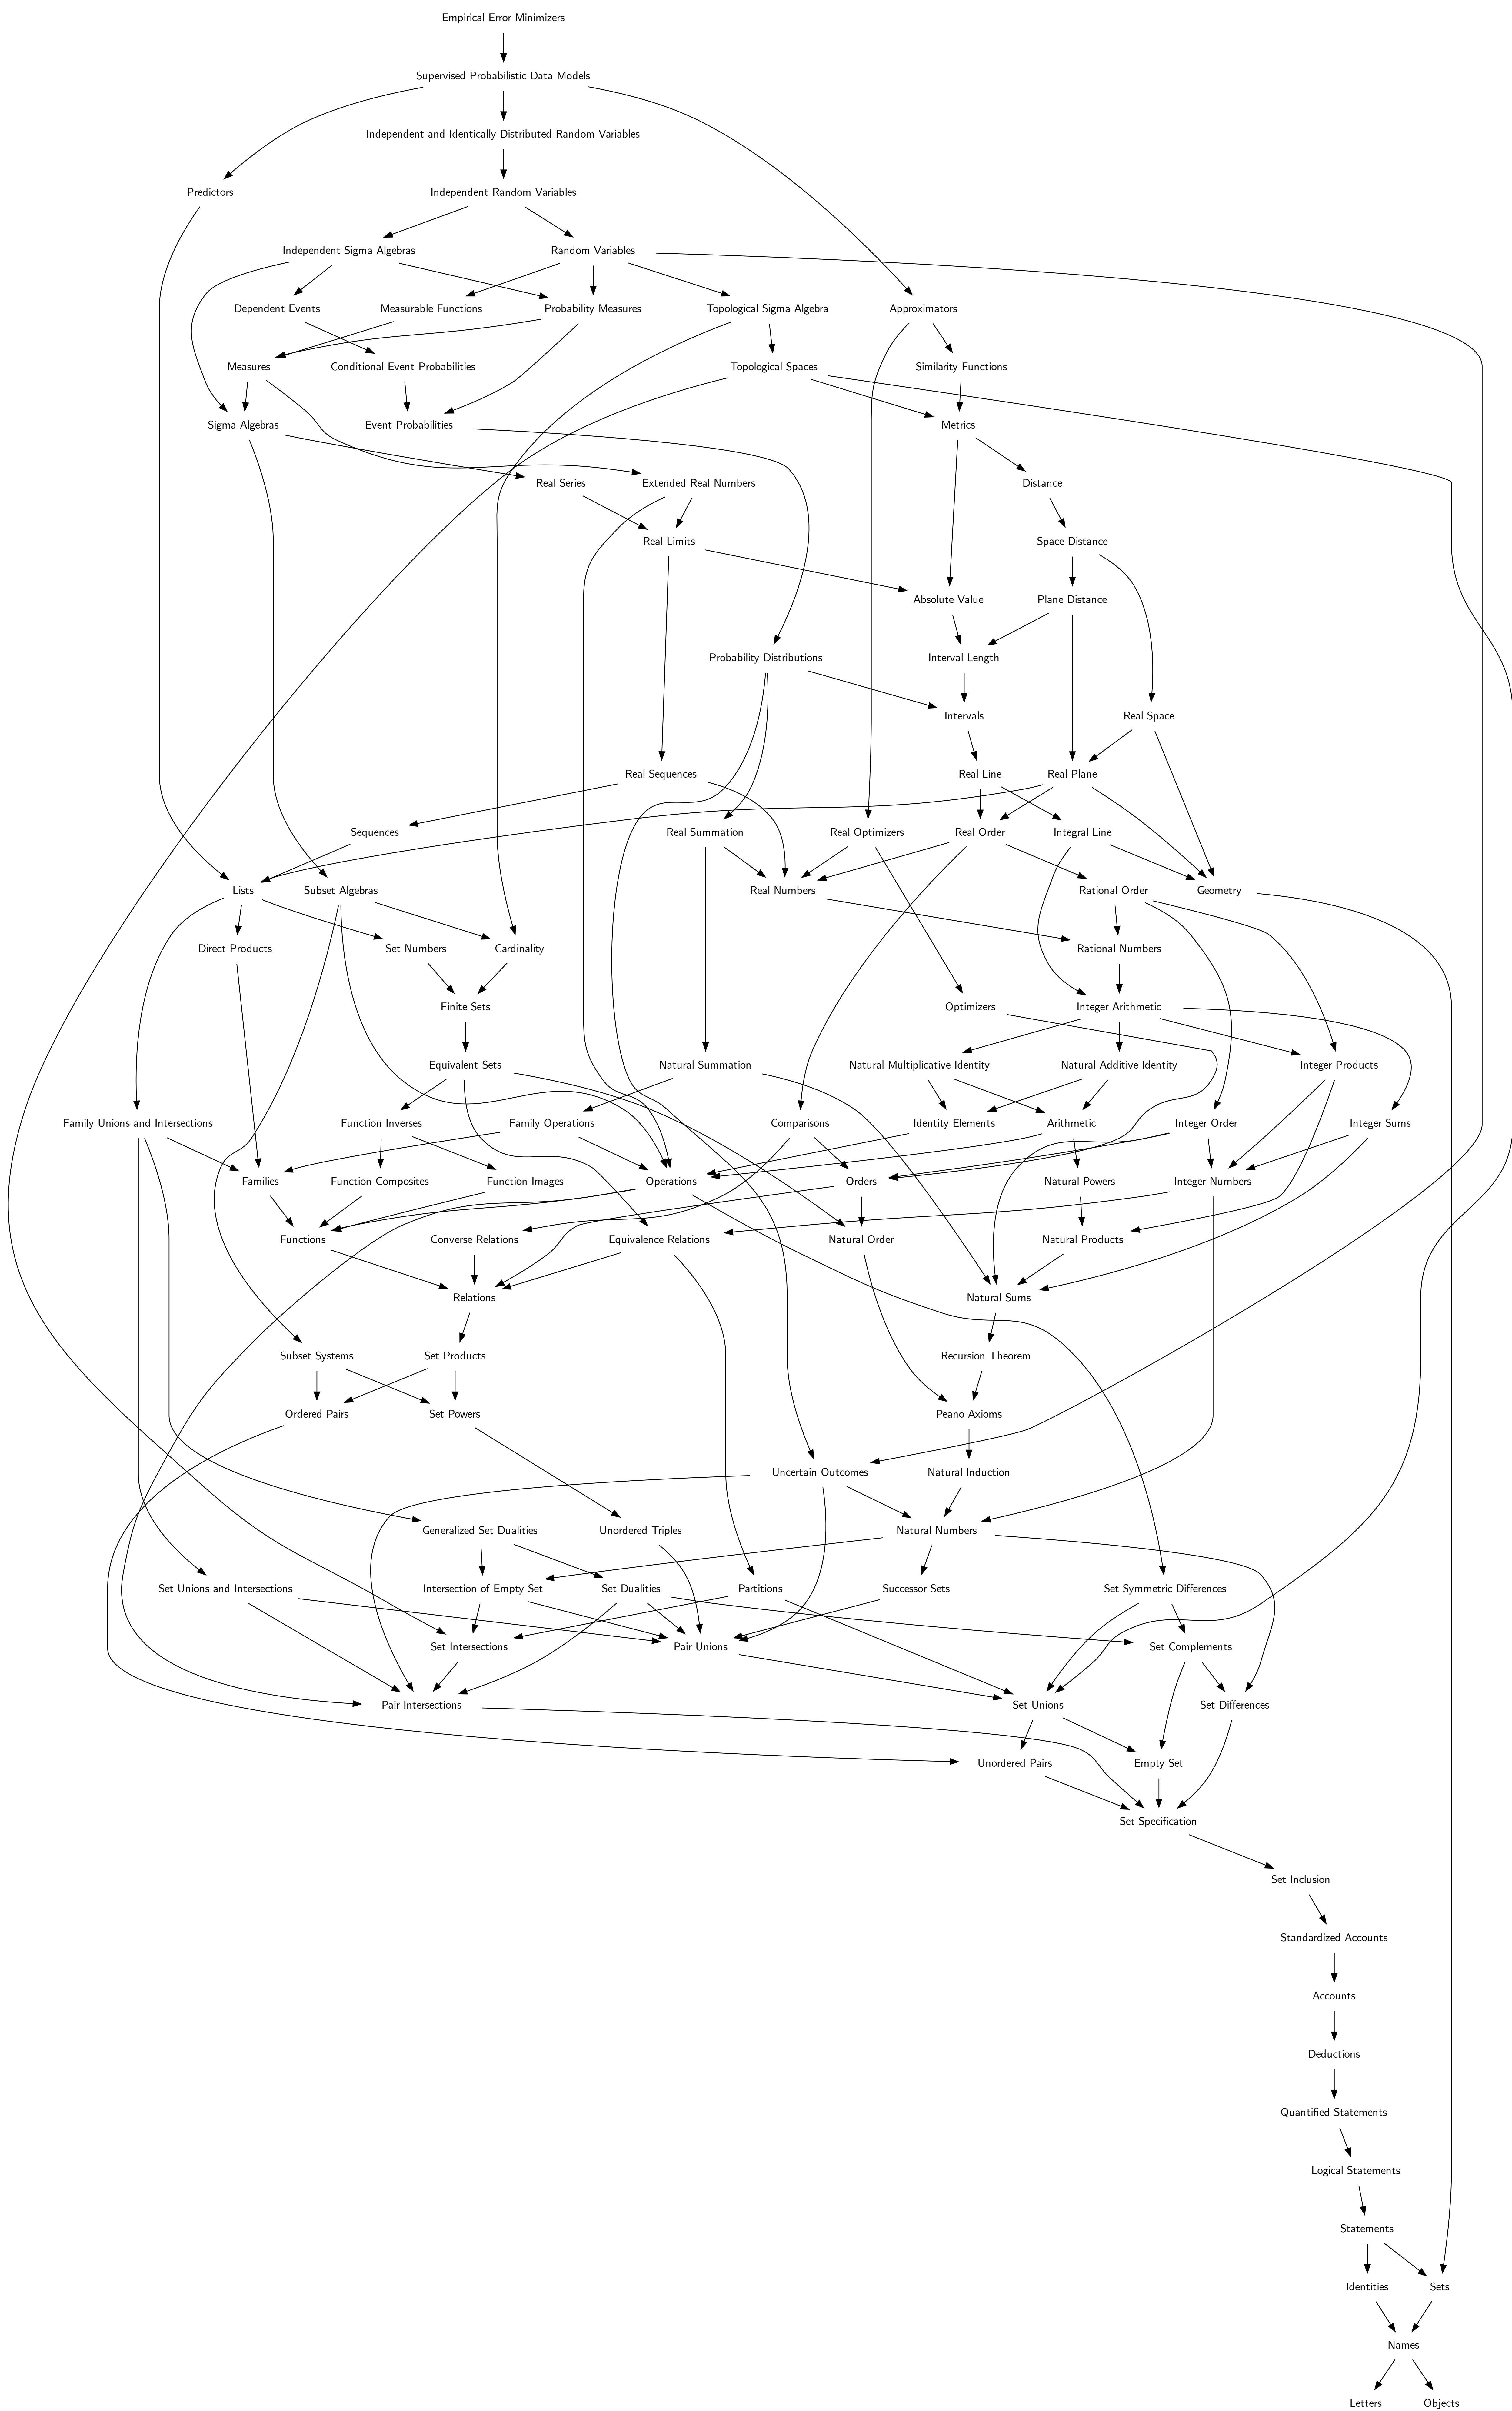 Empirical Error Minimizers
Supervised Probabilistic Data Models
Independent and Identically Distributed Random Variables
Predictors
Independent Random Variables
Independent Sigma Algebras
Random Variables
Dependent Events
Measurable Functions
Probability Measures
Topological Sigma Algebra
Approximators
Measures
Conditional Event Probabilities
Topological Spaces
Similarity Functions
Sigma Algebras
Event Probabilities
Metrics
Real Series
Extended Real Numbers
Distance
Real Limits
Space Distance
Absolute Value
Plane Distance
Probability Distributions
Interval Length
Intervals
Real Space
Real Sequences
Real Line
Real Plane
Sequences
Real Summation
Real Optimizers
Real Order
Integral Line
Lists
Subset Algebras
Real Numbers
Rational Order
Geometry
Direct Products
Set Numbers
Cardinality
Rational Numbers
Finite Sets
Optimizers
Integer Arithmetic
Equivalent Sets
Natural Summation
Natural Multiplicative Identity
Natural Additive Identity
Integer Products
Family Unions and Intersections
Function Inverses
Family Operations
Comparisons
Identity Elements
Arithmetic
Integer Order
Integer Sums
Families
Function Composites
Function Images
Operations
Orders
Natural Powers
Integer Numbers
Functions
Converse Relations
Equivalence Relations
Natural Order
Natural Products
Relations
Natural Sums
Subset Systems
Set Products
Recursion Theorem
Ordered Pairs
Set Powers
Peano Axioms
Uncertain Outcomes
Natural Induction
Generalized Set Dualities
Unordered Triples
Natural Numbers
Set Unions and Intersections
Intersection of Empty Set
Set Dualities
Partitions
Successor Sets
Set Symmetric Differences
Set Intersections
Pair Unions
Set Complements
Pair Intersections
Set Unions
Set Differences
Unordered Pairs
Empty Set
Set Specification
Set Inclusion
Standardized Accounts
Accounts
Deductions
Quantified Statements
Logical Statements
Statements
Identities
Sets
Names
Letters
Objects